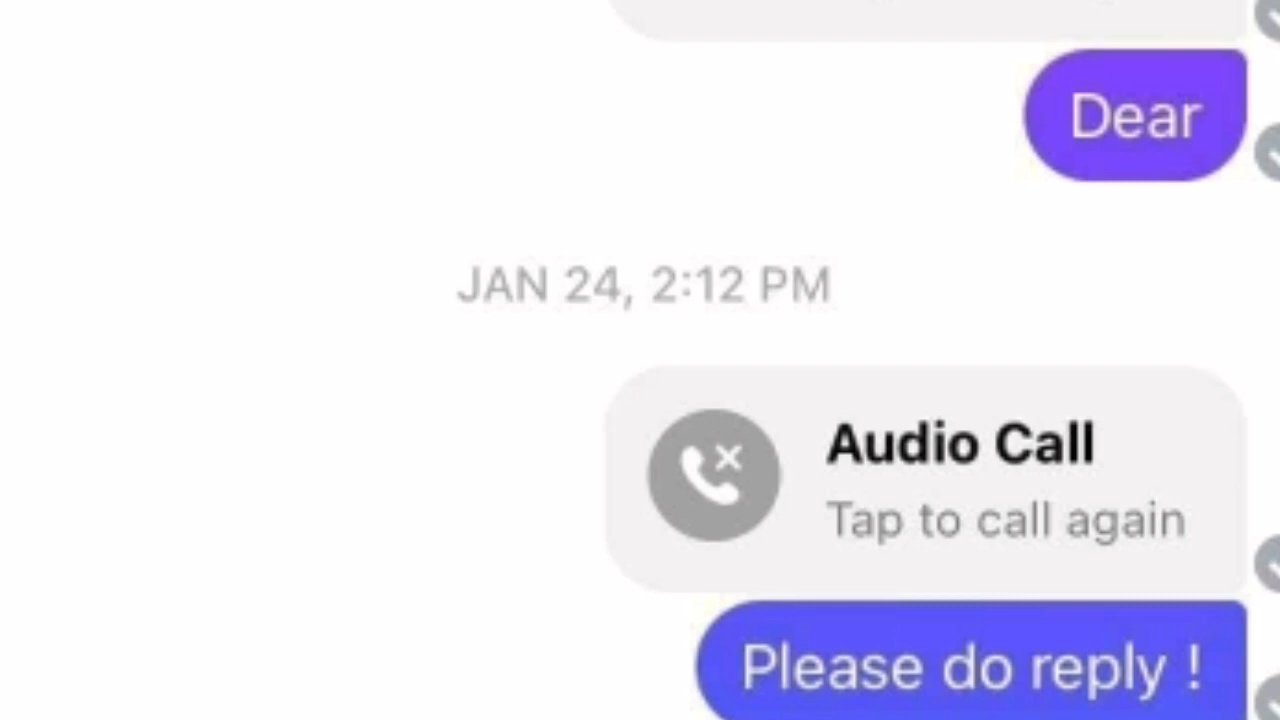 Dear
JAN 24, 2:12 PM
Audio Call
Tap to call again
Please do reply !